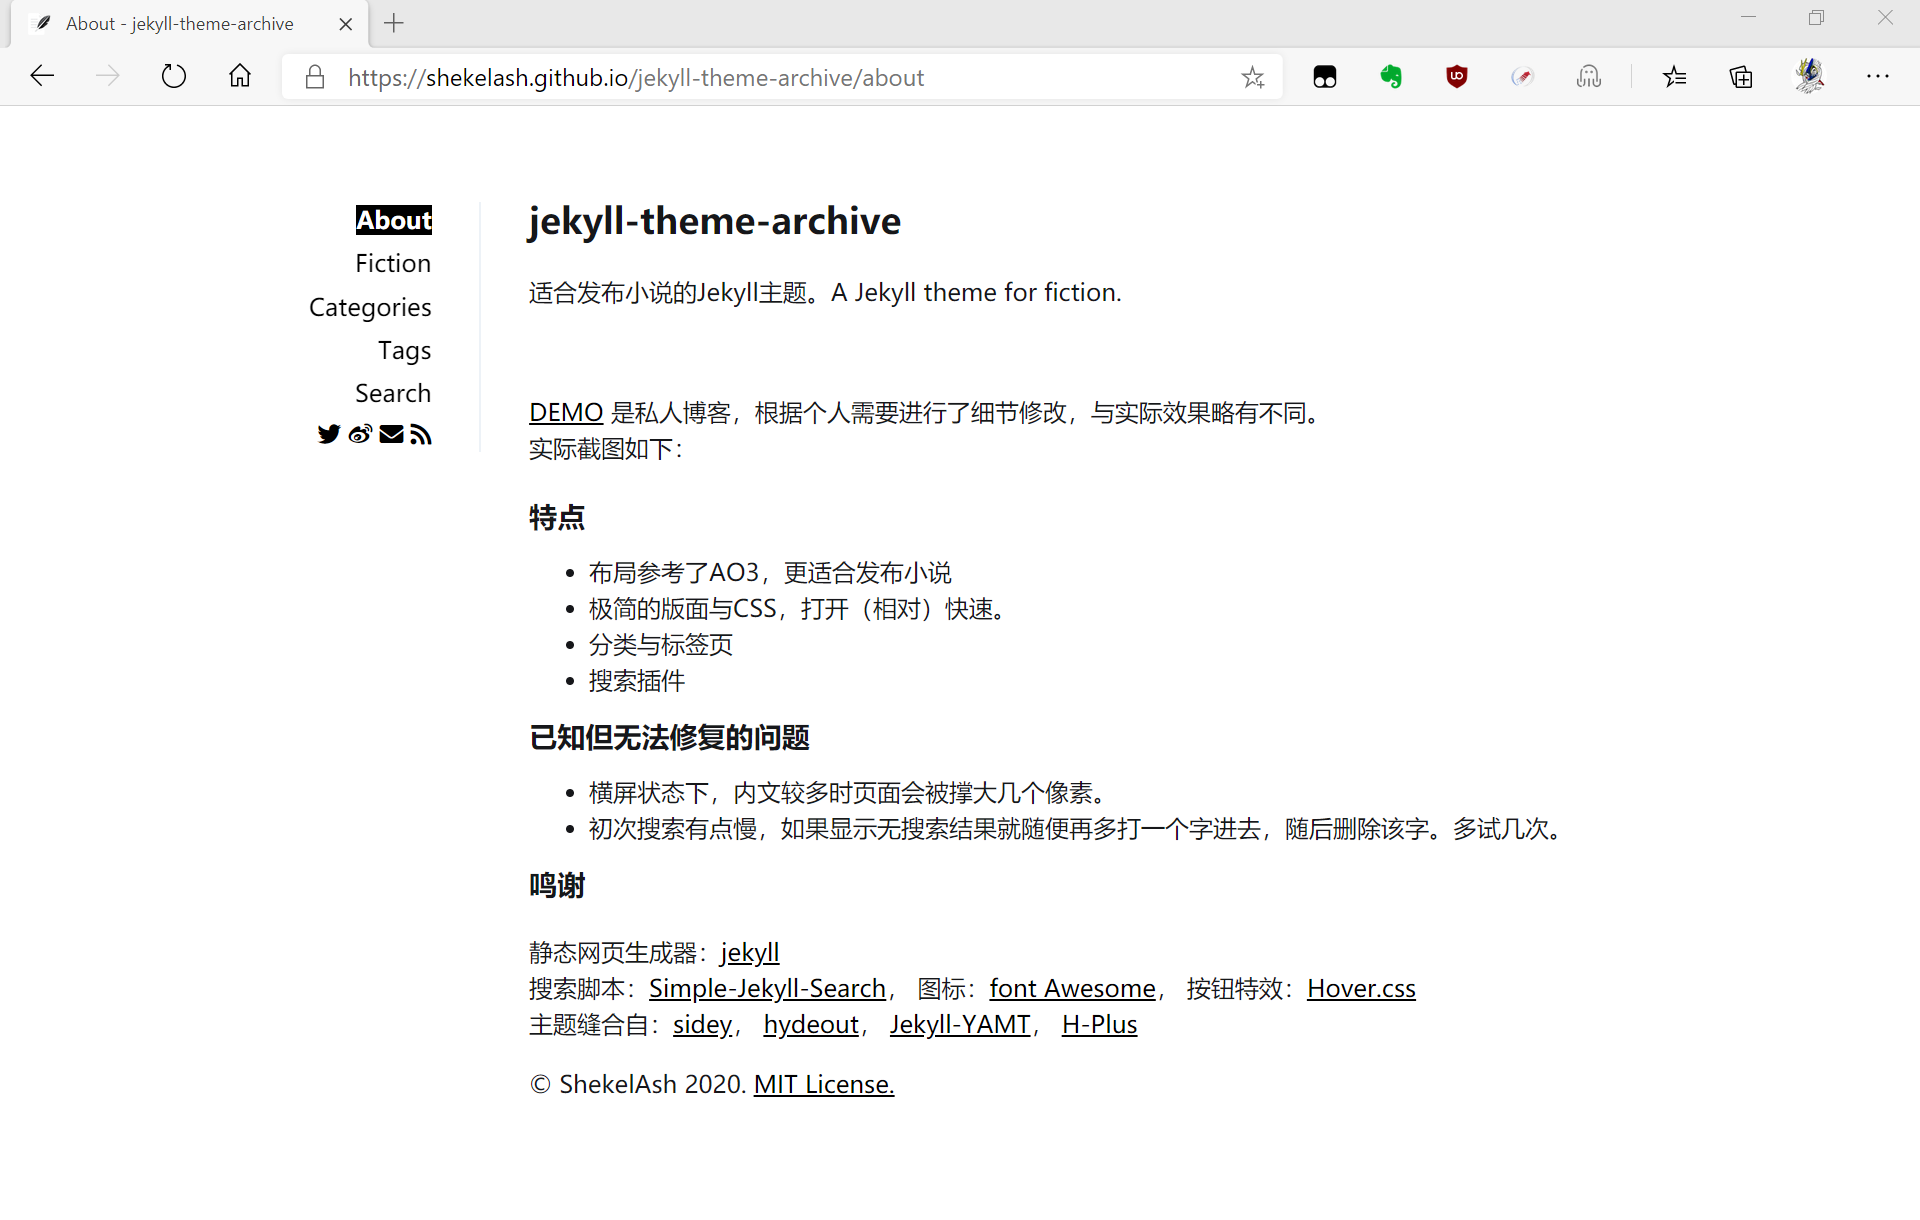 About - jekyll-theme-archive
https://shekelash.github.io/jekyll-theme-archive/about
About
Fiction
Categories
Tags
Search
jekyll-theme-archive
适合发布小说的Jekyll主题。A Jekyll theme for fiction.
DEMO 是私人博客，根据个人需要进行了细节修改，与实际效果略有不同。
实际截图如下：
特点
布局参考了AO3，更适合发布小说
极简的版面与CSS，打开（相对）快速。
分类与标签页
搜索插件
已知但无法修复的问题
横屏状态下，内文较多时页面会被撑大几个像素。
初次搜索有点慢，如果显示无搜索结果就随便再多打一个字进去，随后删除该字。多试几次。
鸣谢
静态网页生成器：jekyll
搜索脚本：Simple-Jekyll-Search， 图标：font Awesome， 按钮特效：Hover.css
主题缝合自：sidey， hydeout， Jekyll-YAMT， H-Plus
© ShekelAsh 2020. MIT License.